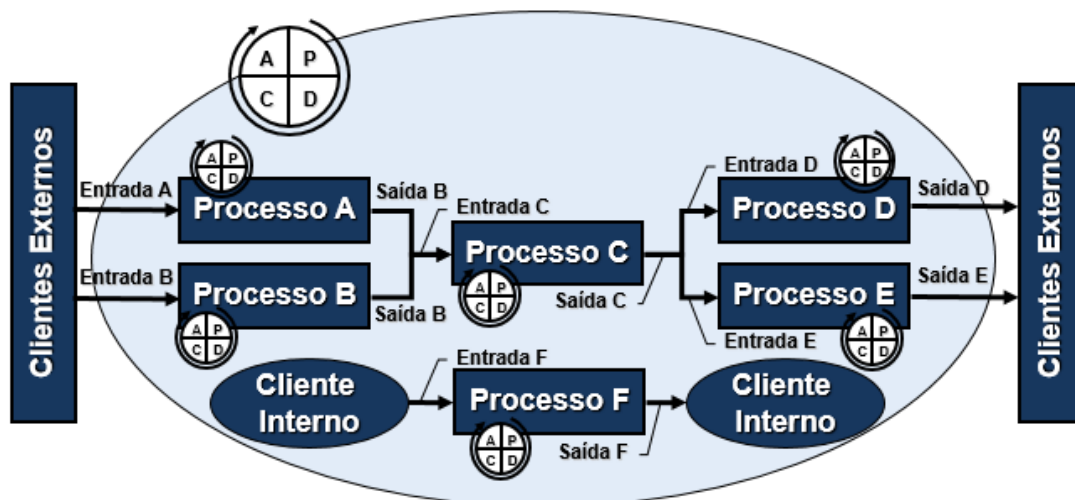 A P
C D
Clientes Externos
Entrada A
A P
C D
Processo A
Saída B
Entrada C
Entrada B
Processo B
A P
C D
Saída B
Processo C
A P
C D
Saída C
Entrada D
A P
C D
Processo D
Saída D
Processo E
A P
C D
Saída E
Entrada E
Clientes Externos
Cliente
Interno
Entrada F
Processo F
A P
C D
Saída F
Cliente
Interno